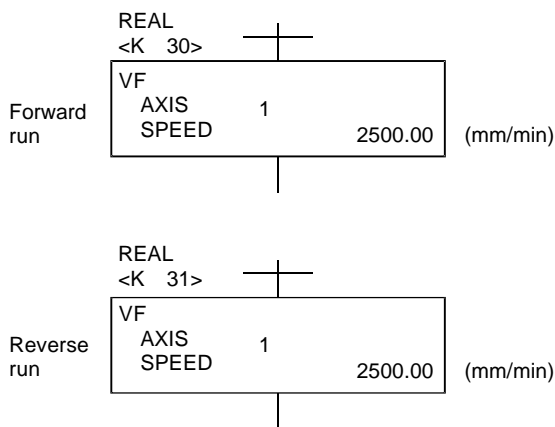 REAL
<K 30>
VF
AXIS 1
Forward run
SPEED 2500.00 (mm/min)
REAL
<K 31>
VF
AXIS 1
Reverse run
SPEED 2500.00 (mm/min)